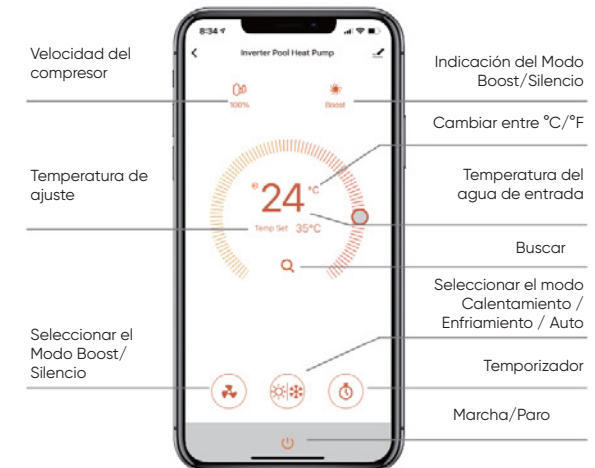 8:34
Inverter Pool Heat Pump
Velocidad del
compresor
100%
Boost
Indicación del Modo
Boost/Silencio
Cambiar entre °C/°F
Temperatura de
ajuste
24 °C
Temp Set 35°C
Temperatura del
agua de entrada
Buscar
Seleccionar el modo
Calentamiento /
Enfriamiento / Auto
Seleccionar el
Modo Boost/
Silencio
Temporizador
Marcha/Paro